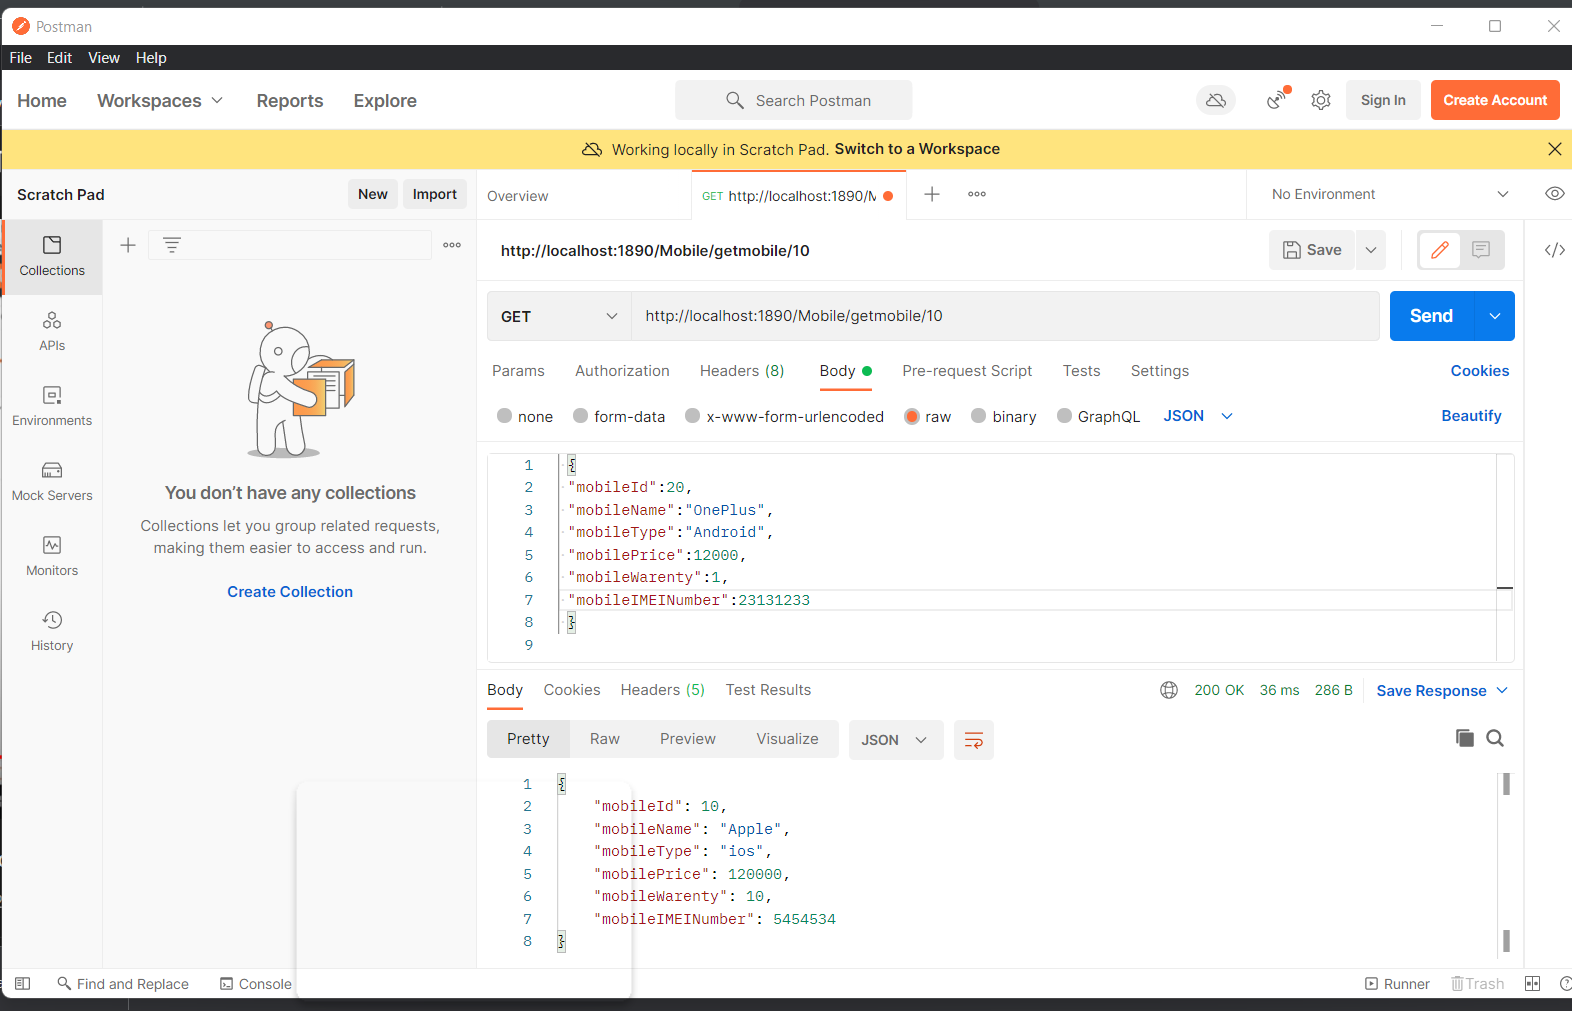 Postman
File Edit View Help
Home Workspaces Reports Explore Search Postman Sign In Create Account
Working locally in Scratch Pad. Switch to a Workspace
Scratch Pad New Import Overview GET http://localhost:1890/M No Environment
Collections
APIs
Environments
Mock Servers
Monitors
History
You don’t have any collections
Collections let you group related requests,
making them easier to access and run.
Create Collection
http://localhost:1890/Mobile/getmobile/10 Save
GET http://localhost:1890/Mobile/getmobile/10 Send
Params Authorization Headers (8) Body Pre-request Script Tests Settings Cookies
none form-data x-www-form-urlencoded raw binary GraphQL JSON Beautify
1 {
2 "mobileId":20,
3 "mobileName":"OnePlus",
4 "mobileType":"Android",
5 "mobilePrice":12000,
6 "mobileWarenty":1,
7 "mobileIMEINumber":23131233
8 }
9
Body Cookies Headers (5) Test Results 200 OK 36 ms 286 B Save Response
Pretty Raw Preview Visualize JSON
1 {
2 "mobileId": 10,
3 "mobileName": "Apple",
4 "mobileType": "ios",
5 "mobilePrice": 120000,
6 "mobileWarenty": 10,
7 "mobileIMEINumber": 5454534
8 }
Find and Replace Console Runner Trash